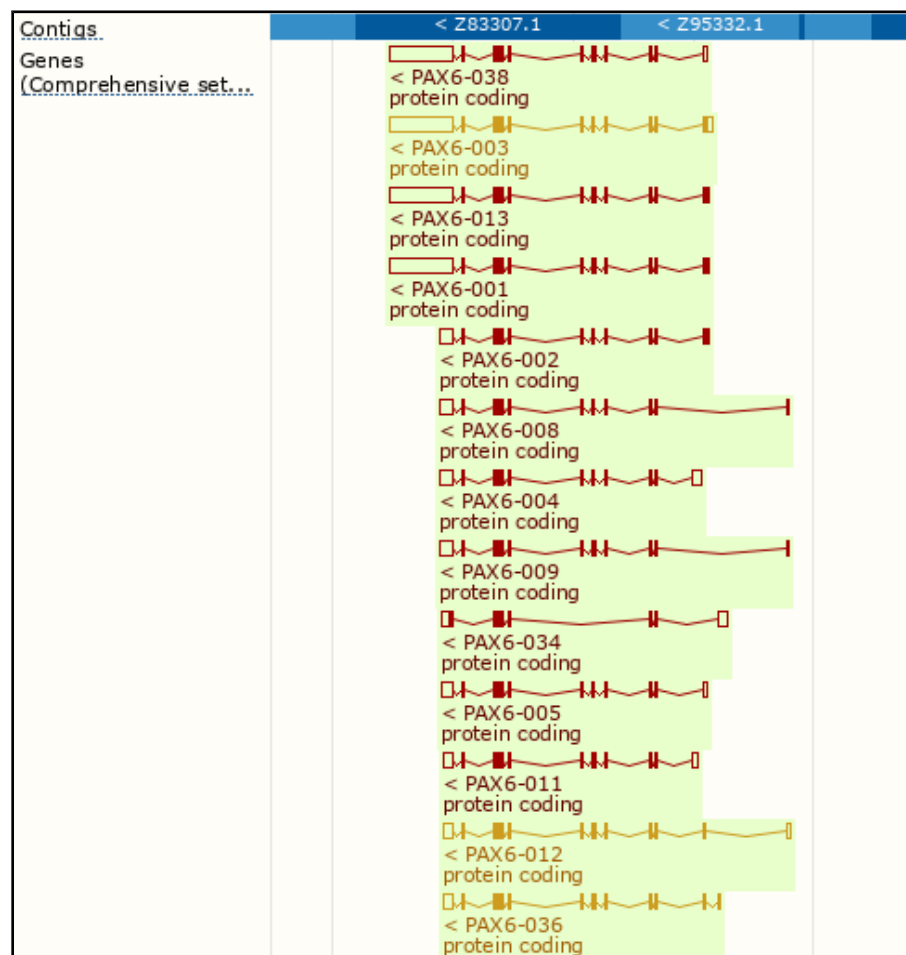 < Z83307.1 < Z95332.1
Contigs
Genes
(Comprehensive set...
< PAX6-038
protein coding
< PAX6-003
protein coding
< PAX6-013
protein coding
< PAX6-001
protein coding
< PAX6-002
protein coding
< PAX6-008
protein coding
< PAX6-004
protein coding
< PAX6-009
protein coding
< PAX6-034
protein coding
< PAX6-005
protein coding
< PAX6-011
protein coding
< PAX6-012
protein coding
< PAX6-036
protein coding